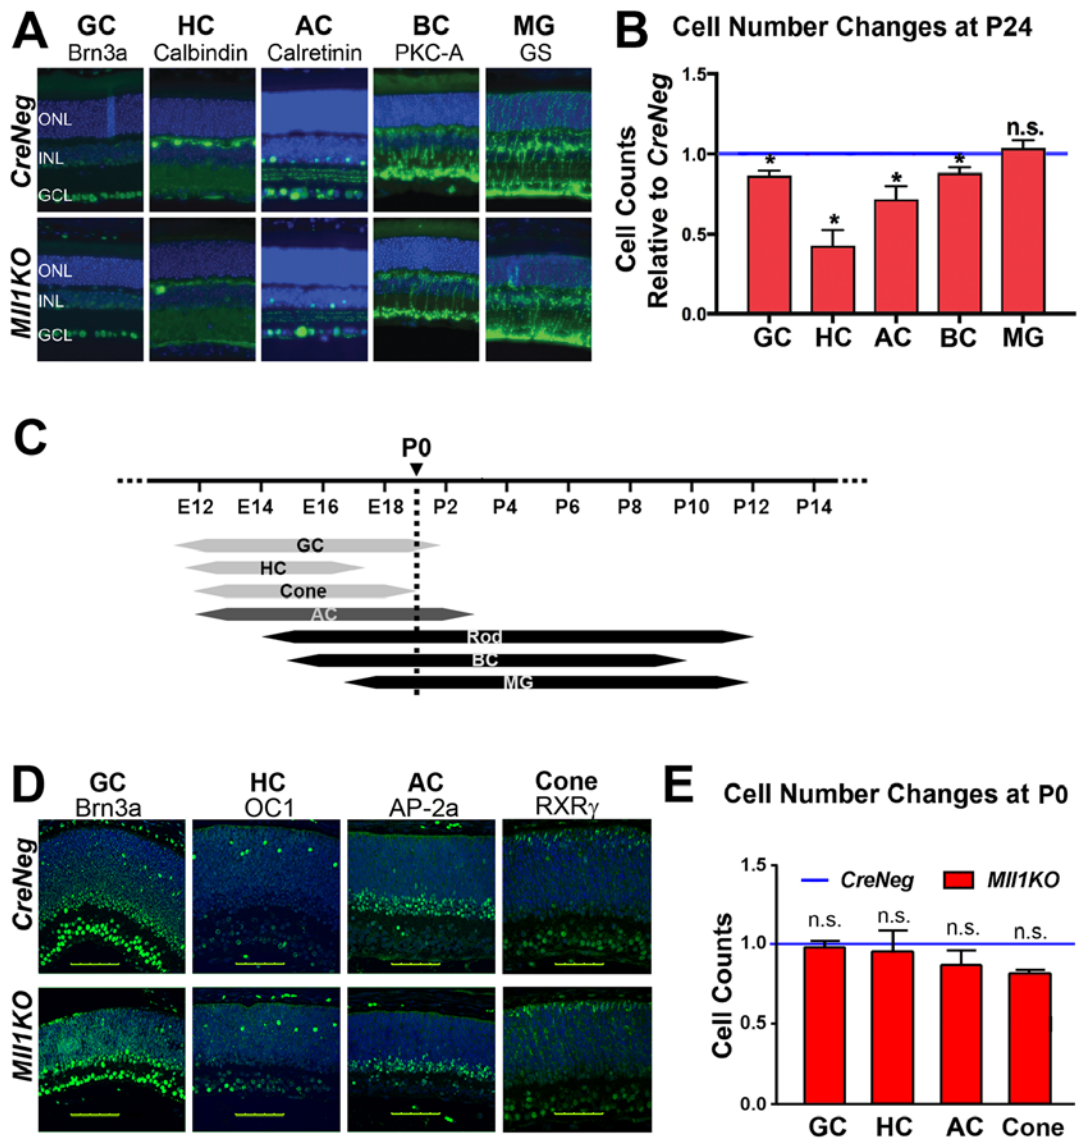 A
GC HC AC BC MG
Brn3a Calbindin Calretinin PKC-A GS
CreNeg
ONL
INL
GCL
Mll1KO
ONL
INL
GCL
B Cell Number Changes at P24
Cell Counts
Relative to CreNeg
1.5
1.0
0.5
0.0
* * * * n.s.
GC HC AC BC MG
C
P0
E12 E14 E16 E18 P2 P4 P6 P8 P10 P12 P14
GC
HC
Cone
AC
Rod
BC
MG
D
GC HC AC Cone
Brn3a OC1 AP-2a RXRγ
CreNeg
Mll1KO
E Cell Number Changes at P0
Cell Counts
1.5
1.0
0.5
0.0
CreNeg Mll1KO
n.s. n.s. n.s. n.s.
GC HC AC Cone